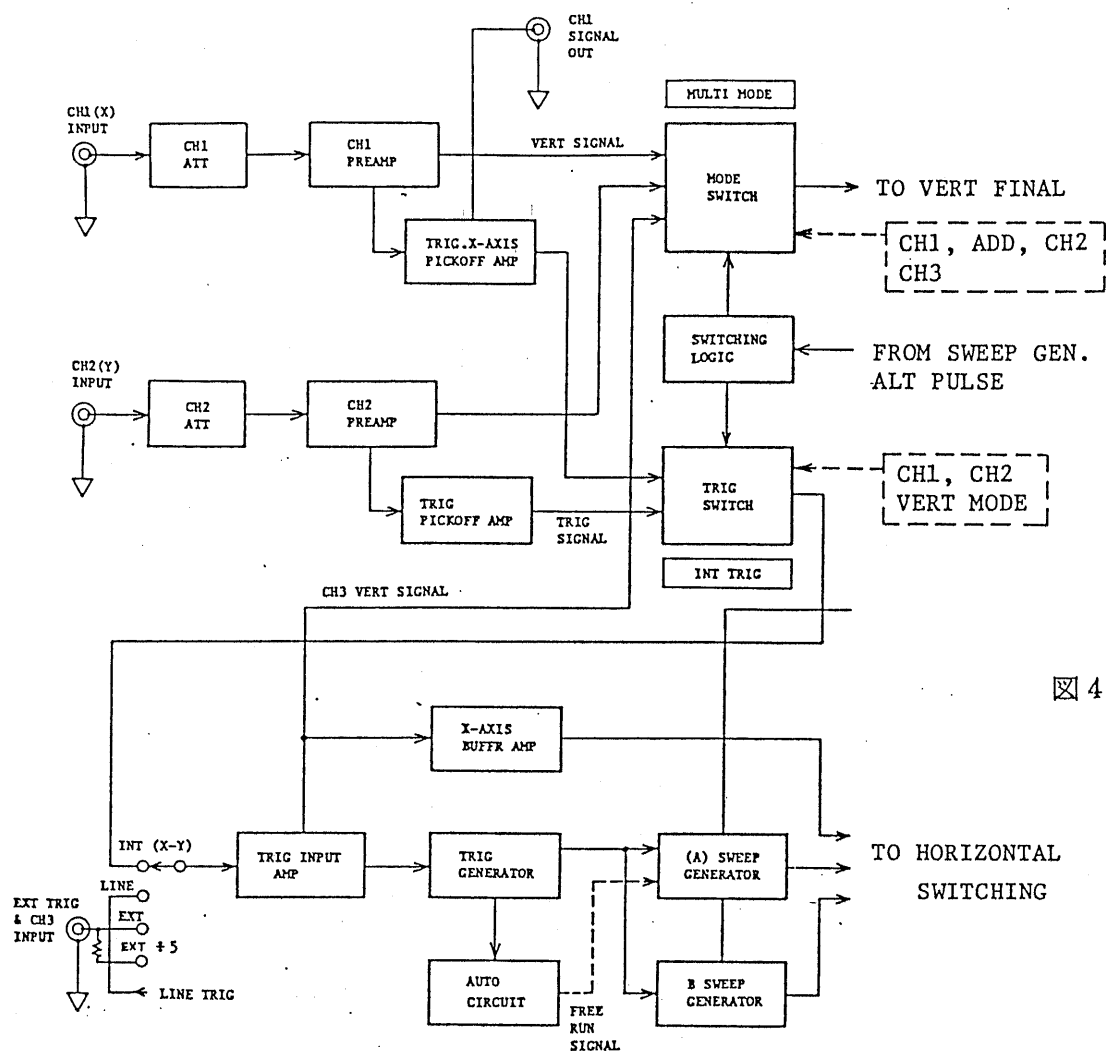 CH1
SIGNAL
OUT
MULTI MODE
CH1(X)
INPUT
CH1
ATT
CH1
PREAMP
VERT SIGNAL
MODE
SWITCH
TO VERT FINAL
TRIG.X-AXIS
PICKOFF AMP
CH1, ADD, CH2
CH3
SWITCHING
LOGIC
FROM SWEEP GEN.
ALT PULSE
CH2(Y)
INPUT
CH2
ATT
CH2
PREAMP
TRIG
SWITCH
CH1, CH2
VERT MODE
TRIG
PICKOFF AMP
TRIG
SIGNAL
INT TRIG
CH3 VERT SIGNAL
図4
X-AXIS
BUFFR AMP
INT (X-Y)
TRIG INPUT
AMP
TRIG
GENERATOR
(A) SWEEP
GENERATOR
TO HORIZONTAL
SWITCHING
LINE
EXT TRIG
& CH3
INPUT
EXT
EXT ÷5
LINE TRIG
AUTO
CIRCUIT
FREE
RUN
SIGNAL
B SWEEP
GENERATOR